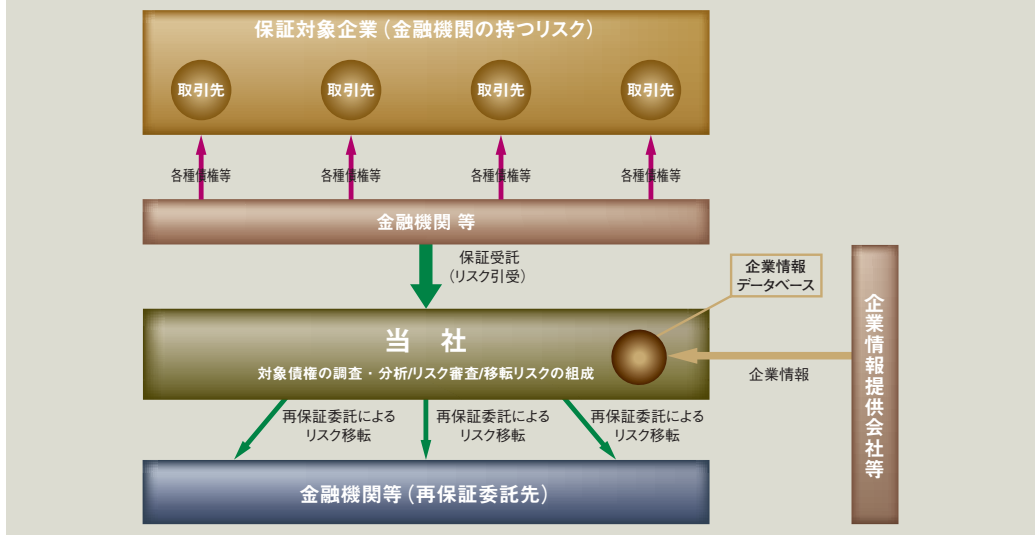 保証対象企業（金融機関の持つリスク）
取引先
取引先
取引先
取引先
各種債権等
各種債権等
各種債権等
各種債権等
金融機関 等
保証受託
（リスク引受）
企業情報
データベース
当 社
対象債権の調査・分析/リスク審査/移転リスクの組成
企業情報
企業情報提供会社等
再保証委託による
リスク移転
再保証委託による
リスク移転
再保証委託による
リスク移転
金融機関等（再保証委託先）